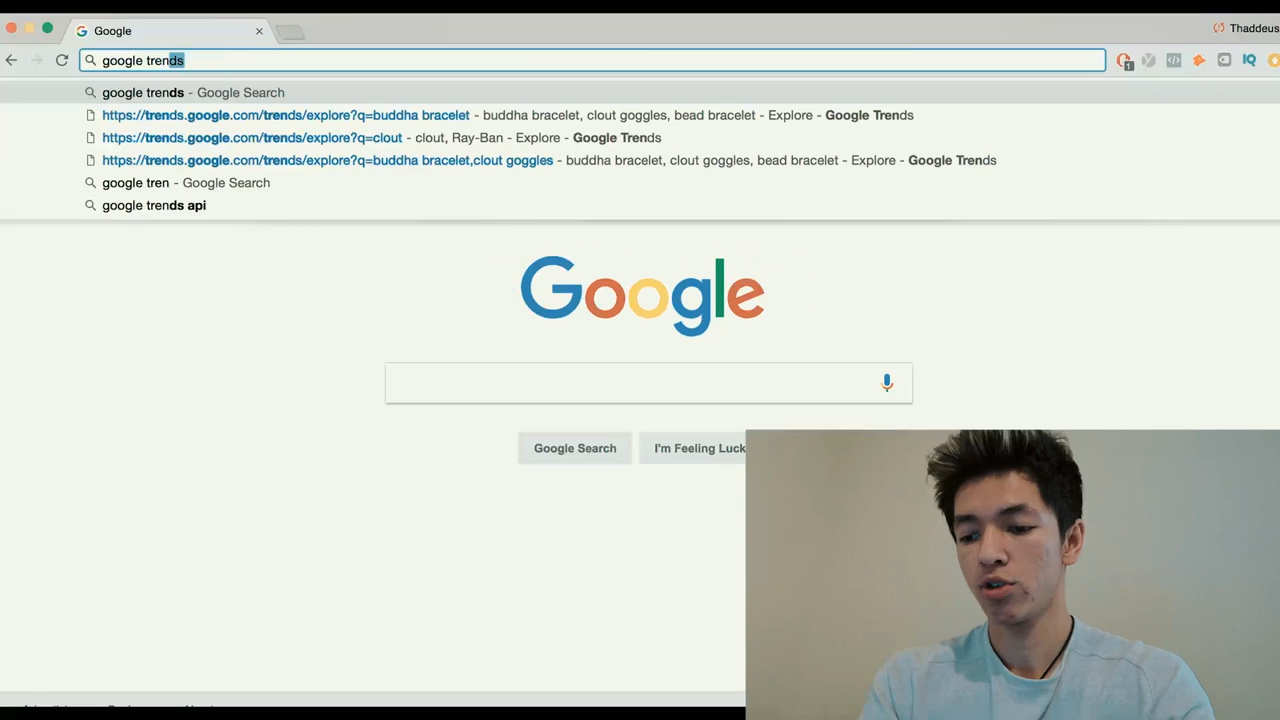 Google
Thaddeus
google trends
1
google trends - Google Search
https://trends.google.com/trends/explore?q=buddha bracelet - buddha bracelet, clout goggles, bead bracelet - Explore - Google Trends
https://trends.google.com/trends/explore?q=clout - clout, Ray-Ban - Explore - Google Trends
https://trends.google.com/trends/explore?q=buddha bracelet,clout goggles - buddha bracelet, clout goggles, bead bracelet - Explore - Google Trends
google tren - Google Search
google trends api
Google
Google Search
I'm Feeling Luck